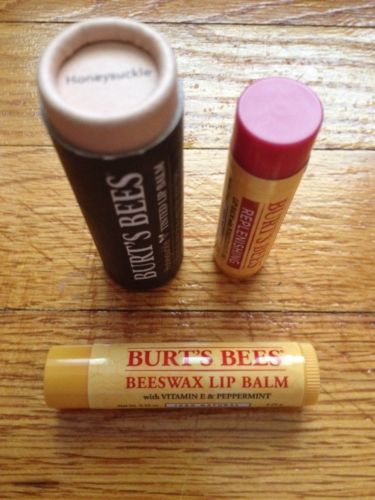 Honeysuckle
BURT'S BEES
TINTED LIP BALM
BURT'S BEES
REPLENISHING
BURT'S BEES
BEESWAX LIP BALM
with VITAMIN E & PEPPERMINT